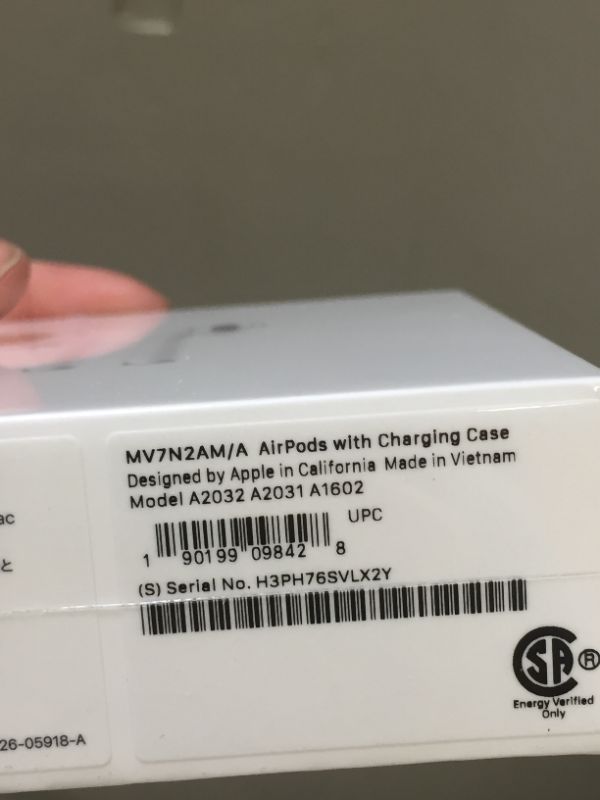 MV7N2AM/A AirPods with Charging Case
Designed by Apple in California Made in Vietnam
Model A2032 A2031 A1602
UPC
1 90199 09842 8
(S) Serial No. H3PH76SVLX2Y
ac
と
26-05918-A
SA ®
Energy Verified
Only